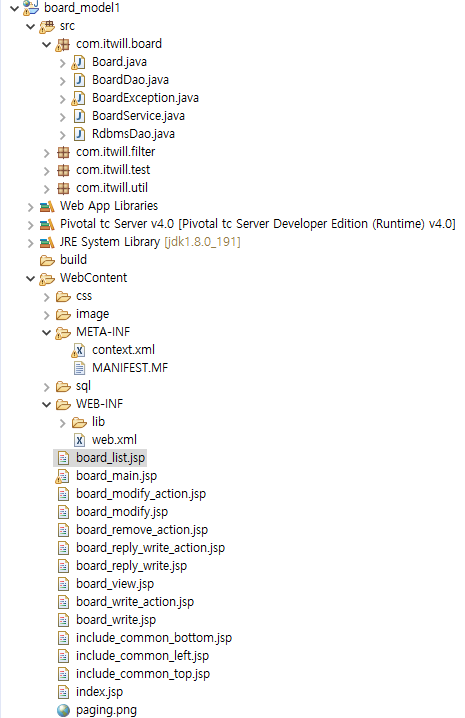 board_model1
src
com.itwill.board
Board.java
BoardDao.java
BoardException.java
BoardService.java
RdbmsDao.java
com.itwill.filter
com.itwill.test
com.itwill.util
Web App Libraries
Pivotal tc Server v4.0 [Pivotal tc Server Developer Edition (Runtime) v4.0]
JRE System Library [jdk1.8.0_191]
build
WebContent
css
image
META-INF
context.xml
MANIFEST.MF
sql
WEB-INF
lib
web.xml
board_list.jsp
board_main.jsp
board_modify_action.jsp
board_modify.jsp
board_remove_action.jsp
board_reply_write_action.jsp
board_reply_write.jsp
board_view.jsp
board_write_action.jsp
board_write.jsp
include_common_bottom.jsp
include_common_left.jsp
include_common_top.jsp
index.jsp
paging.png